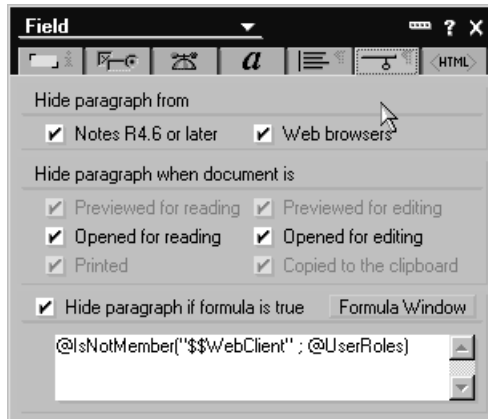 Field
?
X
a
<HTML>
Hide paragraph from
Notes R4.6 or later
Web browsers
Hide paragraph when document is
Previewed for reading
Previewed for editing
Opened for reading
Opened for editing
Printed
Copied to the clipboard
Hide paragraph if formula is true
Formula Window
@IsNotMember("$$WebClient" ; @UserRoles)